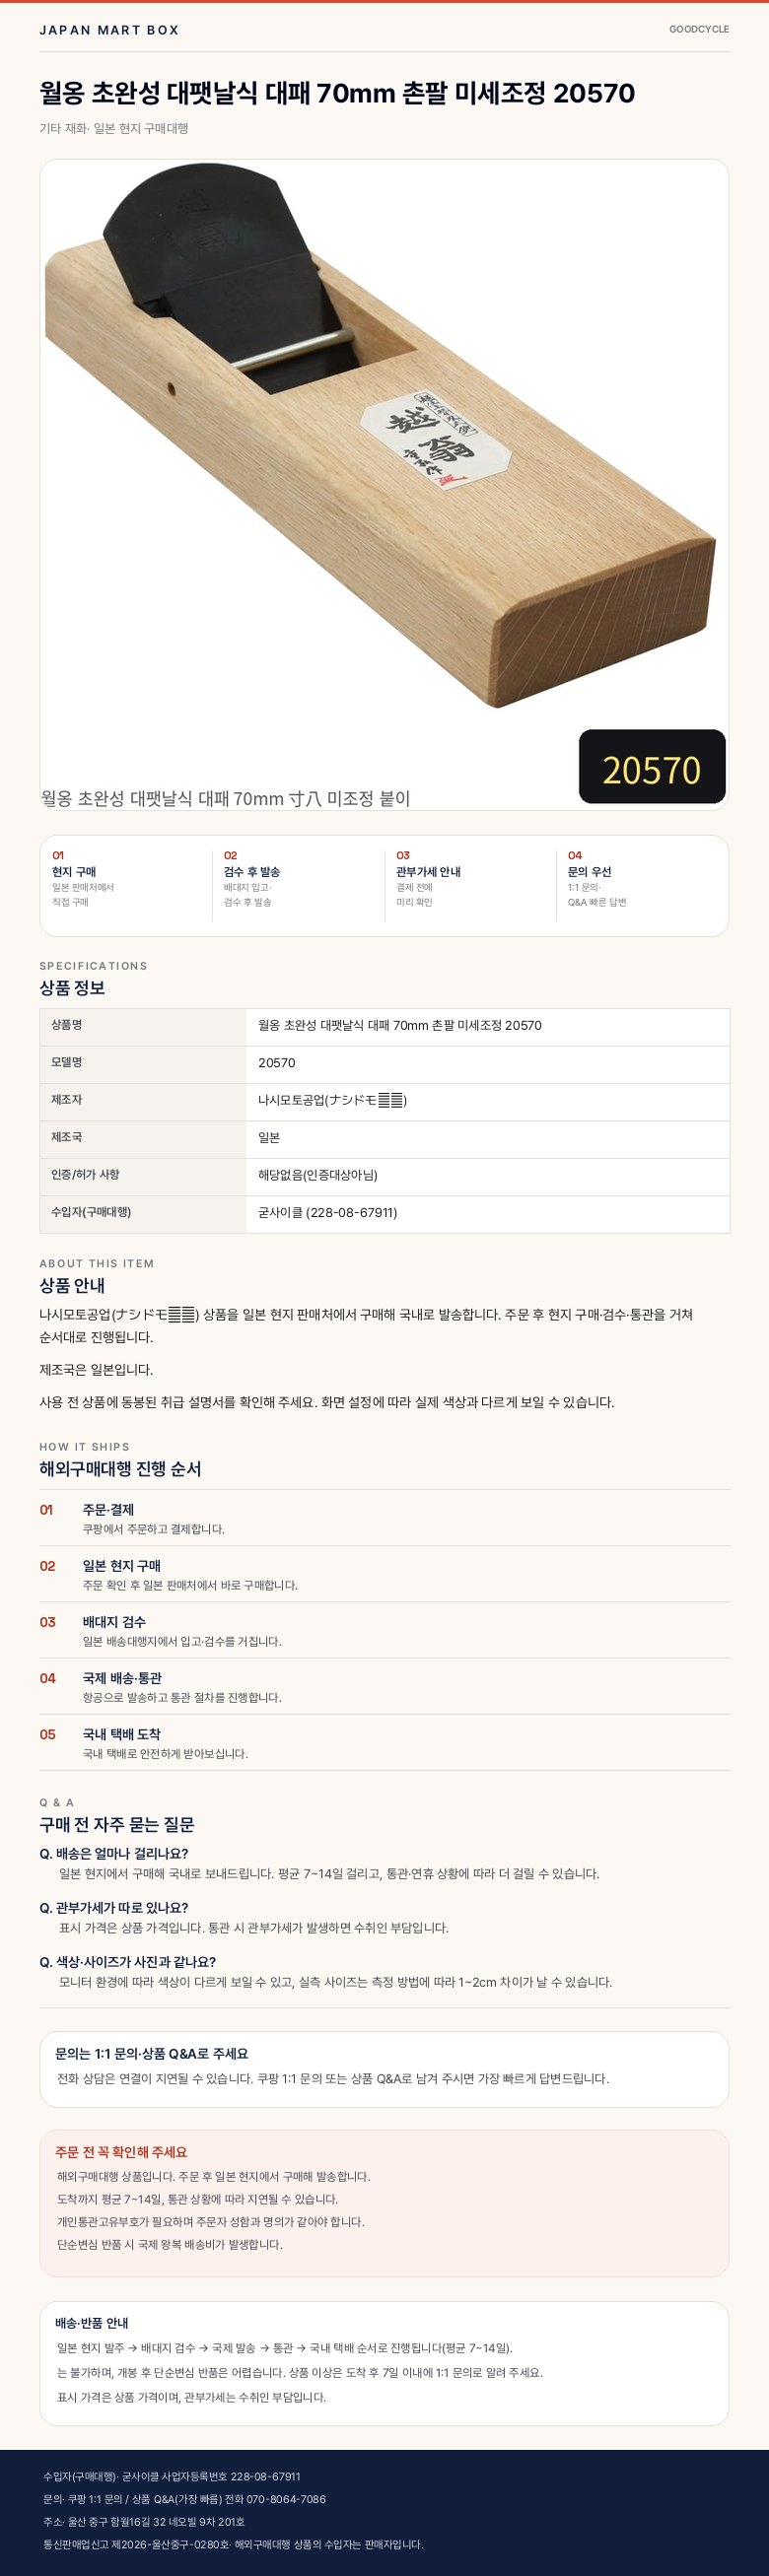 JAPAN MART BOX
GOODCYCLE
월옹 초완성 대팻날식 대패 70mm 촌팔 미세조정 20570
기타 재화· 일본 현지 구매대행
越翁
20570
월옹 초완성 대팻날식 대패 70mm 寸八 미조정 붙이
01
현지 구매
일본 판매처에서
직접 구매
02
검수 후 발송
배대지 입고·
검수 후 발송
03
관부가세 안내
결제 전에
미리 확인
04
문의 우선
1:1 문의·
Q&A 빠른 답변
SPECIFICATIONS
상품 정보
상품명 월옹 초완성 대팻날식 대패 70mm 촌팔 미세조정 20570
모델명 20570
제조자 나시모토공업(ナシドモ)
제조국 일본
인증/허가 사항 해당없음(인증대상아님)
수입자(구매대행) 굳사이클 (228-08-67911)
ABOUT THIS ITEM
상품 안내
나시모토공업(ナシドモ) 상품을 일본 현지 판매처에서 구매해 국내로 발송합니다. 주문 후 현지 구매·검수·통관을 거쳐
순서대로 진행됩니다.
제조국은 일본입니다.
사용 전 상품에 동봉된 취급 설명서를 확인해 주세요. 화면 설정에 따라 실제 색상과 다르게 보일 수 있습니다.
HOW IT SHIPS
해외구매대행 진행 순서
01 주문·결제
쿠팡에서 주문하고 결제합니다.
02 일본 현지 구매
주문 확인 후 일본 판매처에서 바로 구매합니다.
03 배대지 검수
일본 배송대행지에서 입고·검수를 거칩니다.
04 국제 배송·통관
항공으로 발송하고 통관 절차를 진행합니다.
05 국내 택배 도착
국내 택배로 안전하게 받아보십니다.
Q & A
구매 전 자주 묻는 질문
Q. 배송은 얼마나 걸리나요?
일본 현지에서 구매해 국내로 보내드립니다. 평균 7~14일 걸리고, 통관·연휴 상황에 따라 더 걸릴 수 있습니다.
Q. 관부가세가 따로 있나요?
표시 가격은 상품 가격입니다. 통관 시 관부가세가 발생하면 수취인 부담입니다.
Q. 색상·사이즈가 사진과 같나요?
모니터 환경에 따라 색상이 다르게 보일 수 있고, 실측 사이즈는 측정 방법에 따라 1~2cm 차이가 날 수 있습니다.
문의는 1:1 문의·상품 Q&A로 주세요
전화 상담은 연결이 지연될 수 있습니다. 쿠팡 1:1 문의 또는 상품 Q&A로 남겨 주시면 가장 빠르게 답변드립니다.
주문 전 꼭 확인해 주세요
해외구매대행 상품입니다. 주문 후 일본 현지에서 구매해 발송합니다.
도착까지 평균 7~14일, 통관 상황에 따라 지연될 수 있습니다.
개인통관고유부호가 필요하며 주문자 성함과 명의가 같아야 합니다.
단순변심 반품 시 국제 왕복 배송비가 발생합니다.
배송·반품 안내
일본 현지 발주 → 배대지 검수 → 국제 발송 → 통관 → 국내 택배 순서로 진행됩니다(평균 7~14일).
는 불가하며, 개봉 후 단순변심 반품은 어렵습니다. 상품 이상은 도착 후 7일 이내에 1:1 문의로 알려 주세요.
표시 가격은 상품 가격이며, 관부가세는 수취인 부담입니다.
수입자(구매대행)· 굳사이클 사업자등록번호 228-08-67911
문의· 쿠팡 1:1 문의 / 상품 Q&A(가장 빠름) 전화 070-8064-7086
주소· 울산 중구 함월16길 32 네오빌 9차 201호
통신판매업신고 제2026-울산중구-0280호· 해외구매대행 상품의 수입자는 판매자입니다.